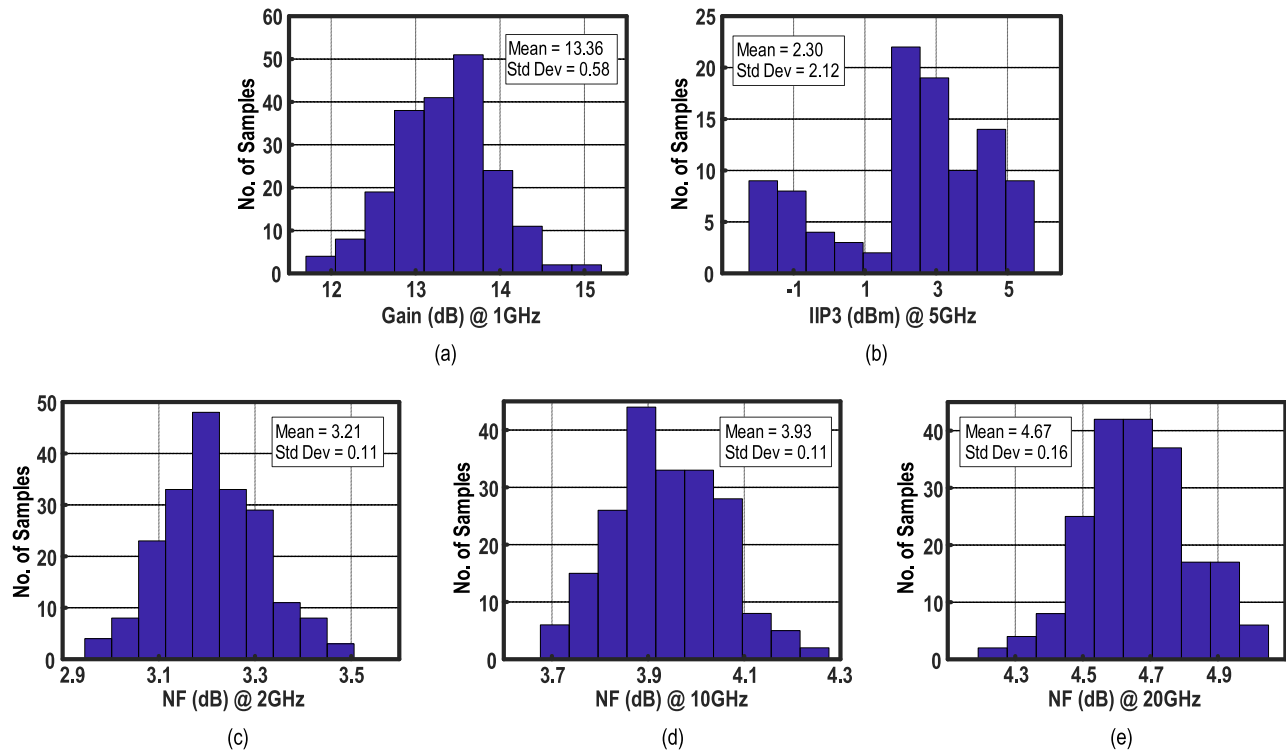 60
50
40
30
20
10
0
No. of Samples
Mean = 13.36
Std Dev = 0.58
12 13 14 15
Gain (dB) @ 1GHz
(a)
25
20
15
10
5
0
No. of Samples
Mean = 2.30
Std Dev = 2.12
-1 1 3 5
IIP3 (dBm) @ 5GHz
(b)
50
40
30
20
10
0
No. of Samples
Mean = 3.21
Std Dev = 0.11
2.9 3.1 3.3 3.5
NF (dB) @ 2GHz
(c)
40
30
20
10
0
No. of Samples
Mean = 3.93
Std Dev = 0.11
3.7 3.9 4.1 4.3
NF (dB) @ 10GHz
(d)
40
30
20
10
0
No. of Samples
Mean = 4.67
Std Dev = 0.16
4.3 4.5 4.7 4.9
NF (dB) @ 20GHz
(e)